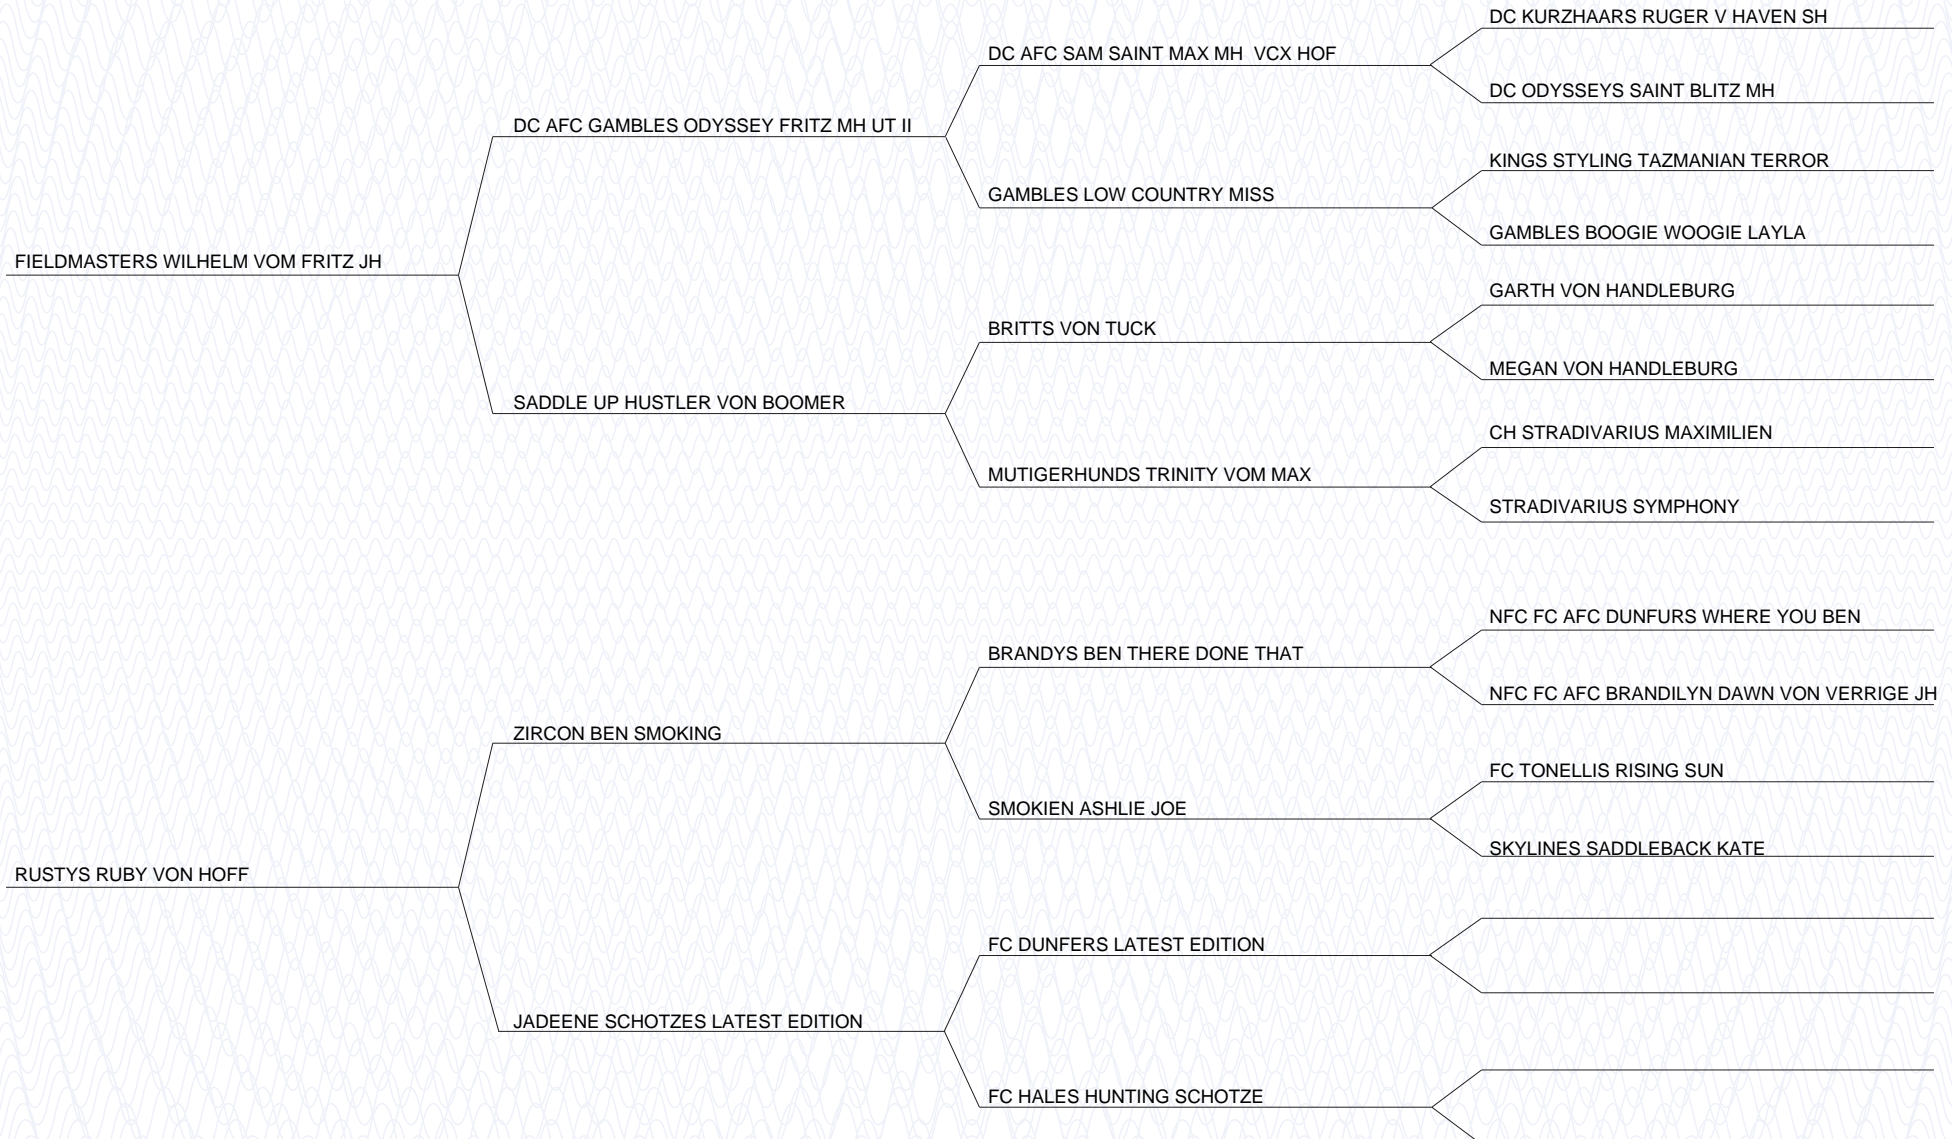 DC KURZHAARS RUGER V HAVEN SH
DC AFC SAM SAINT MAX MH  VCX HOF
DC ODYSSEYS SAINT BLITZ MH
DC AFC GAMBLES ODYSSEY FRITZ MH UT II
KINGS STYLING TAZMANIAN TERROR
GAMBLES LOW COUNTRY MISS
GAMBLES BOOGIE WOOGIE LAYLA
FIELDMASTERS WILHELM VOM FRITZ JH
GARTH VON HANDLEBURG
BRITTS VON TUCK
MEGAN VON HANDLEBURG
SADDLE UP HUSTLER VON BOOMER
CH STRADIVARIUS MAXIMILIEN
MUTIGERHUNDS TRINITY VOM MAX
STRADIVARIUS SYMPHONY
NFC FC AFC DUNFURS WHERE YOU BEN
BRANDYS BEN THERE DONE THAT
NFC FC AFC BRANDILYN DAWN VON VERRIGE JH
ZIRCON BEN SMOKING
FC TONELLIS RISING SUN
SMOKIEN ASHLIE JOE
SKYLINES SADDLEBACK KATE
RUSTYS RUBY VON HOFF
FC DUNFERS LATEST EDITION
JADEENE SCHOTZES LATEST EDITION
FC HALES HUNTING SCHOTZE